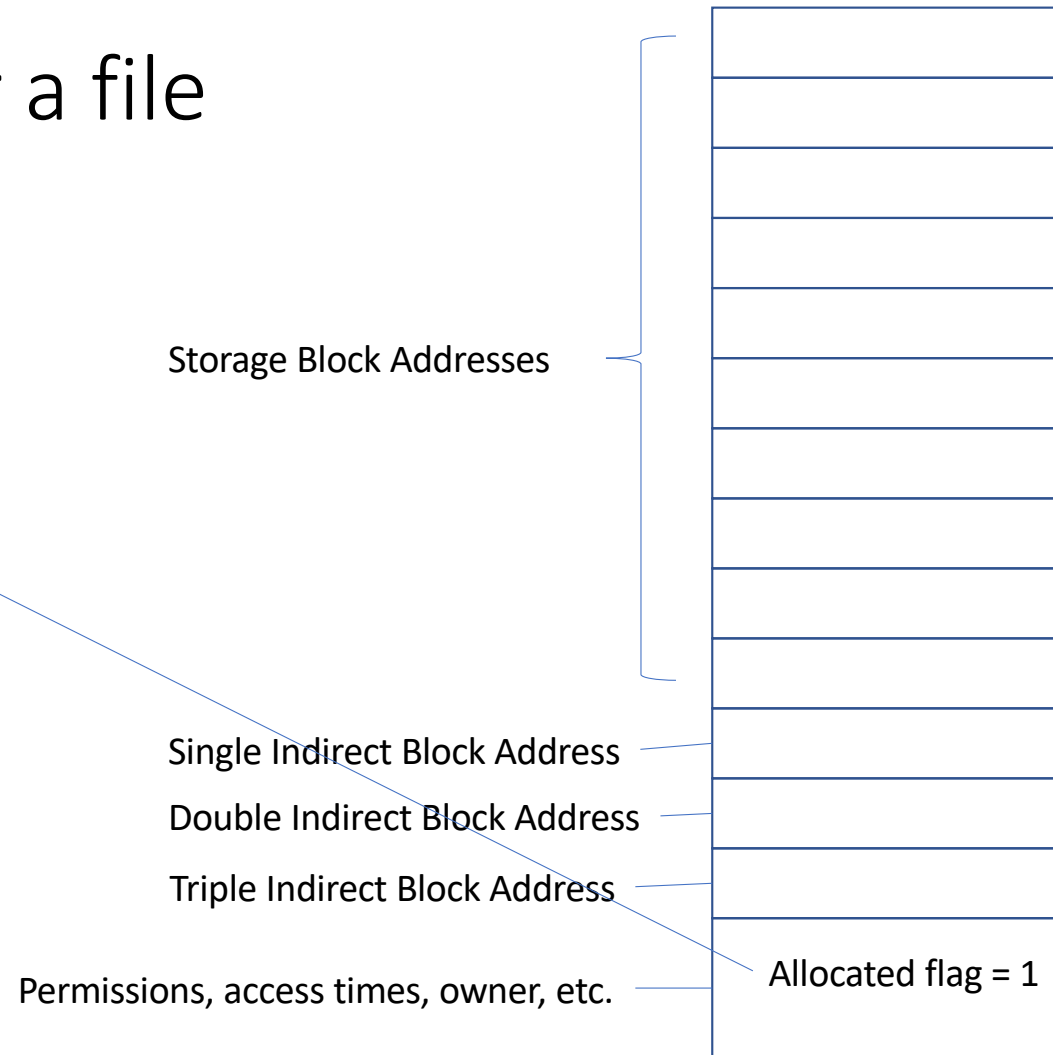 a file
Storage Block Addresses
Single Indirect Block Address
Double Indirect Block Address
Triple Indirect Block Address
Allocated flag = 1
Permissions, access times, owner, etc.